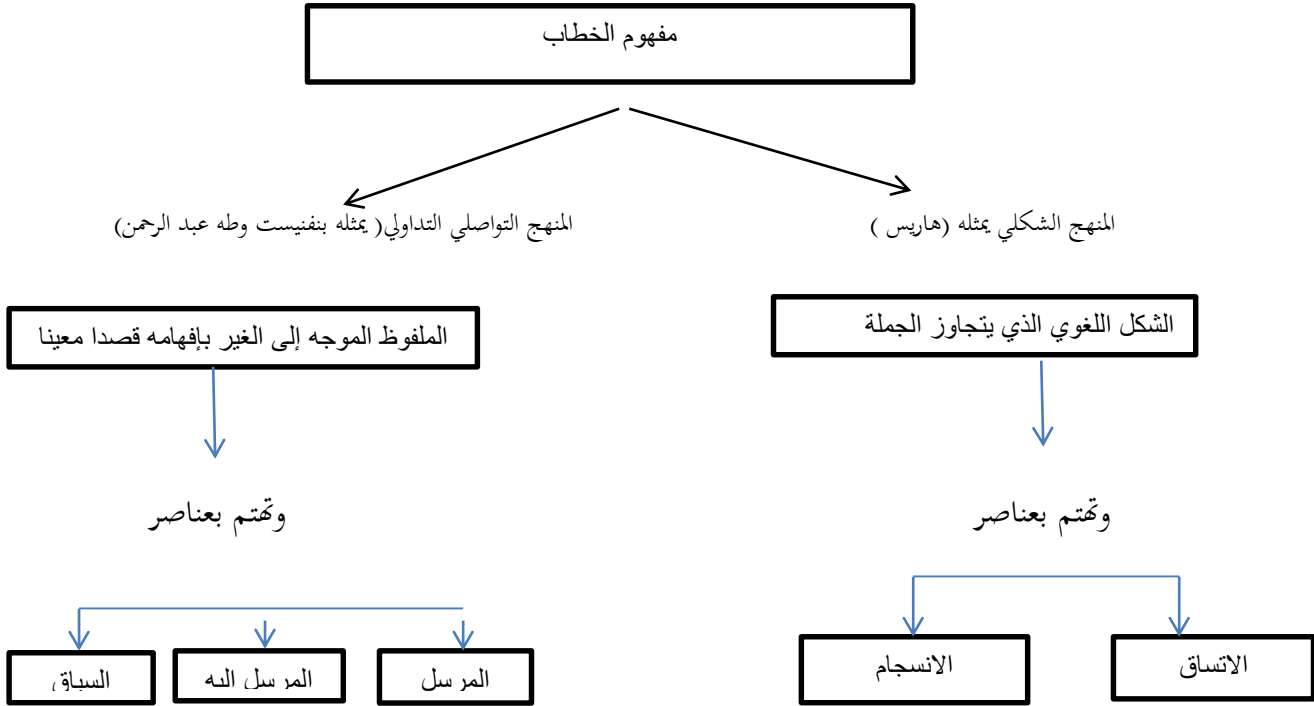 مفهوم الخطاب
المنهج الشكلي يمثله (هاريس )
المنهج التواصلي التداولي( يمثله بنفنيست وطه عبد الرحمن)
الشكل اللغوي الذي يتجاوز الجملة
الملفوظ الموجه إلى الغير بإفهامه قصدا معينا
وتهتم بعناصر
وتهتم بعناصر
الاتساق
الانسجام
المرسل
المرسل اليه
السياق